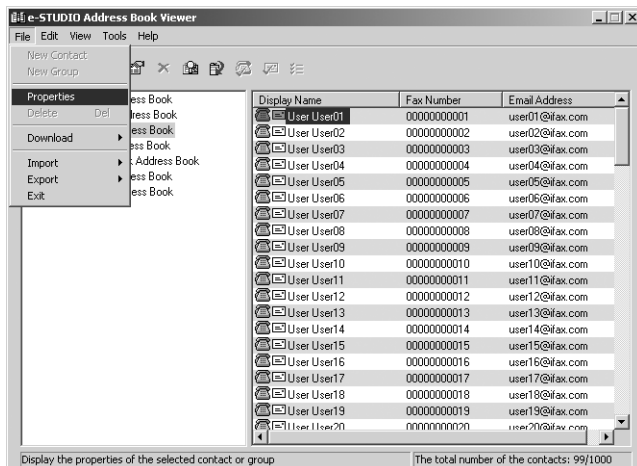 e-STUDIO Address Book Viewer
File Edit View Tools Help
New Contact
New Group
Properties
Delete Del
Download
Import
Export
Exit
ess Book
dress Book
ess Book
ess Book
Address Book
ess Book
ess Book
Display Name Fax Number Email Address
User User01 00000000001 user01@ifax.com
User User02 00000000002 user02@ifax.com
User User03 00000000003 user03@ifax.com
User User04 00000000004 user04@ifax.com
User User05 00000000005 user05@ifax.com
User User06 00000000006 user06@ifax.com
User User07 00000000007 user07@ifax.com
User User08 00000000008 user08@ifax.com
User User09 00000000009 user09@ifax.com
User User10 00000000010 user10@ifax.com
User User11 00000000011 user11@ifax.com
User User12 00000000012 user12@ifax.com
User User13 00000000013 user13@ifax.com
User User14 00000000014 user14@ifax.com
User User15 00000000015 user15@ifax.com
User User16 00000000016 user16@ifax.com
User User17 00000000017 user17@ifax.com
User User18 00000000018 user18@ifax.com
User User19 00000000019 user19@ifax.com
User User20 00000000020 user20@ifax.com
Display the properties of the selected contact or group
The total number of the contacts: 99/1000